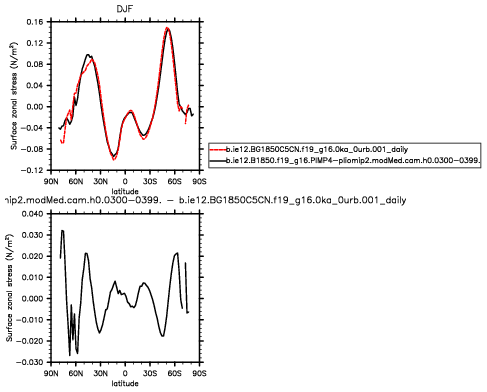 DJF
0.16
0.12
0.08
0.04
0.00
-0.04
-0.08
-0.12
Surface zonal stress (N/m²)
90N 60N 30N 0 30S 60S 90S
latitude
b.ie12.BG1850C5CN.f19_g16.0ka_0urb.001_daily
b.ie12.B1850.f19_g16.PIMP4-pliomip2.modMed.cam.h0.0300-0399.
mip2.modMed.cam.h0.0300-0399. - b.ie12.BG1850C5CN.f19_g16.0ka_0urb.001_daily
0.040
0.030
0.020
0.010
0.000
-0.010
-0.020
-0.030
Surface zonal stress (N/m²)
90N 60N 30N 0 30S 60S 90S
latitude